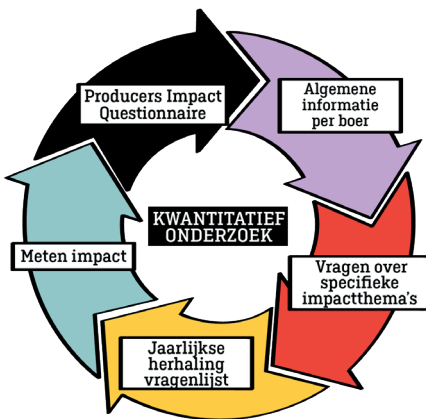 Producers Impact
Questionnaire
Algemene
informatie
per boer
KWANTITATIEF
ONDERZOEK
Vragen over
specifieke
impactthema's
Jaarlijkse
herhaling
vragenlijst
Meten impact